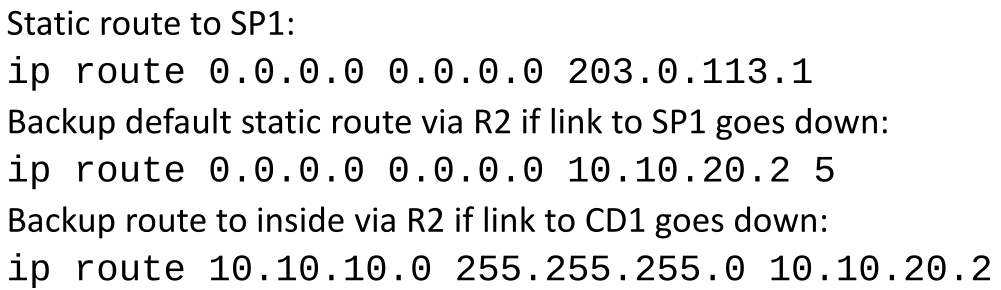 Static route to SP1:
ip route 0.0.0.0 0.0.0.0 203.0.113.1
Backup default static route via R2 if link to SP1 goes down:
ip route 0.0.0.0 0.0.0.0 10.10.20.2 5
Backup route to inside via R2 if link to CD1 goes down:
ip route 10.10.10.0 255.255.255.0 10.10.20.2